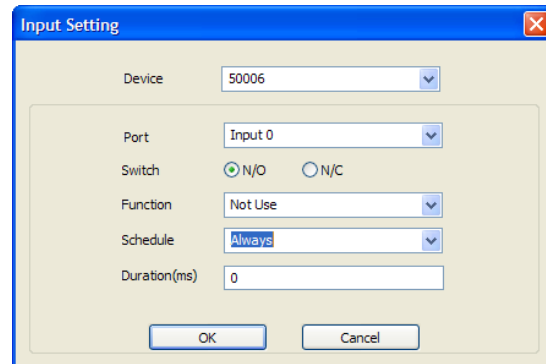 Input Setting
Device 50006
Port Input 0
Switch N/O N/C
Function Not Use
Schedule Always
Duration(ms) 0
OK Cancel